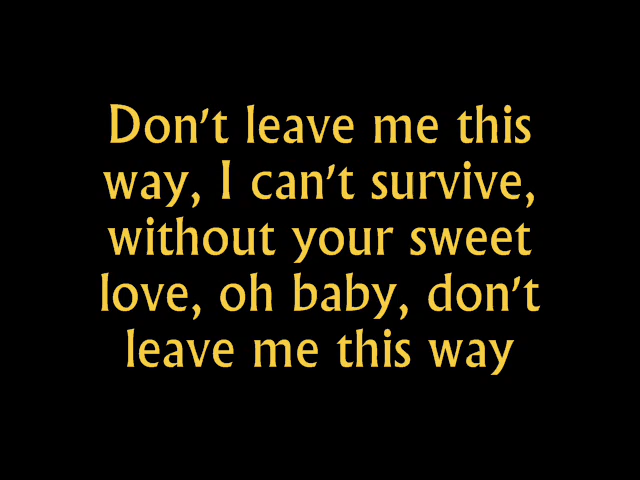 Don't leave me this
way, I can't survive,
without your sweet
love, oh baby, don't
leave me this way